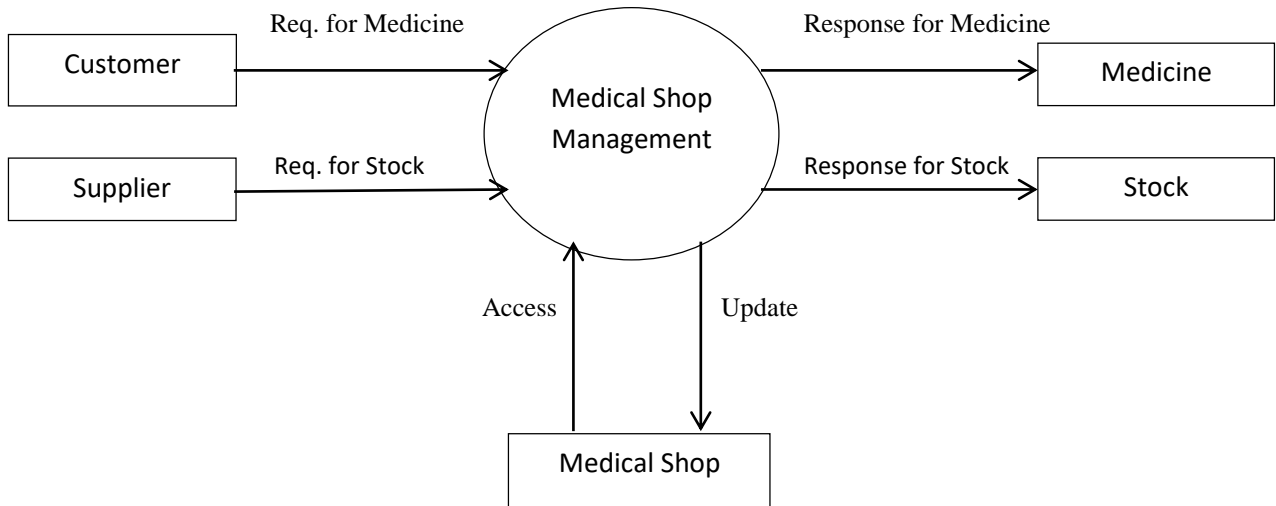 Req. for Medicine
Response for Medicine
Customer
Medical Shop
Management
Medicine
Req. for Stock
Response for Stock
Supplier
Stock
Access
Update
Medical Shop